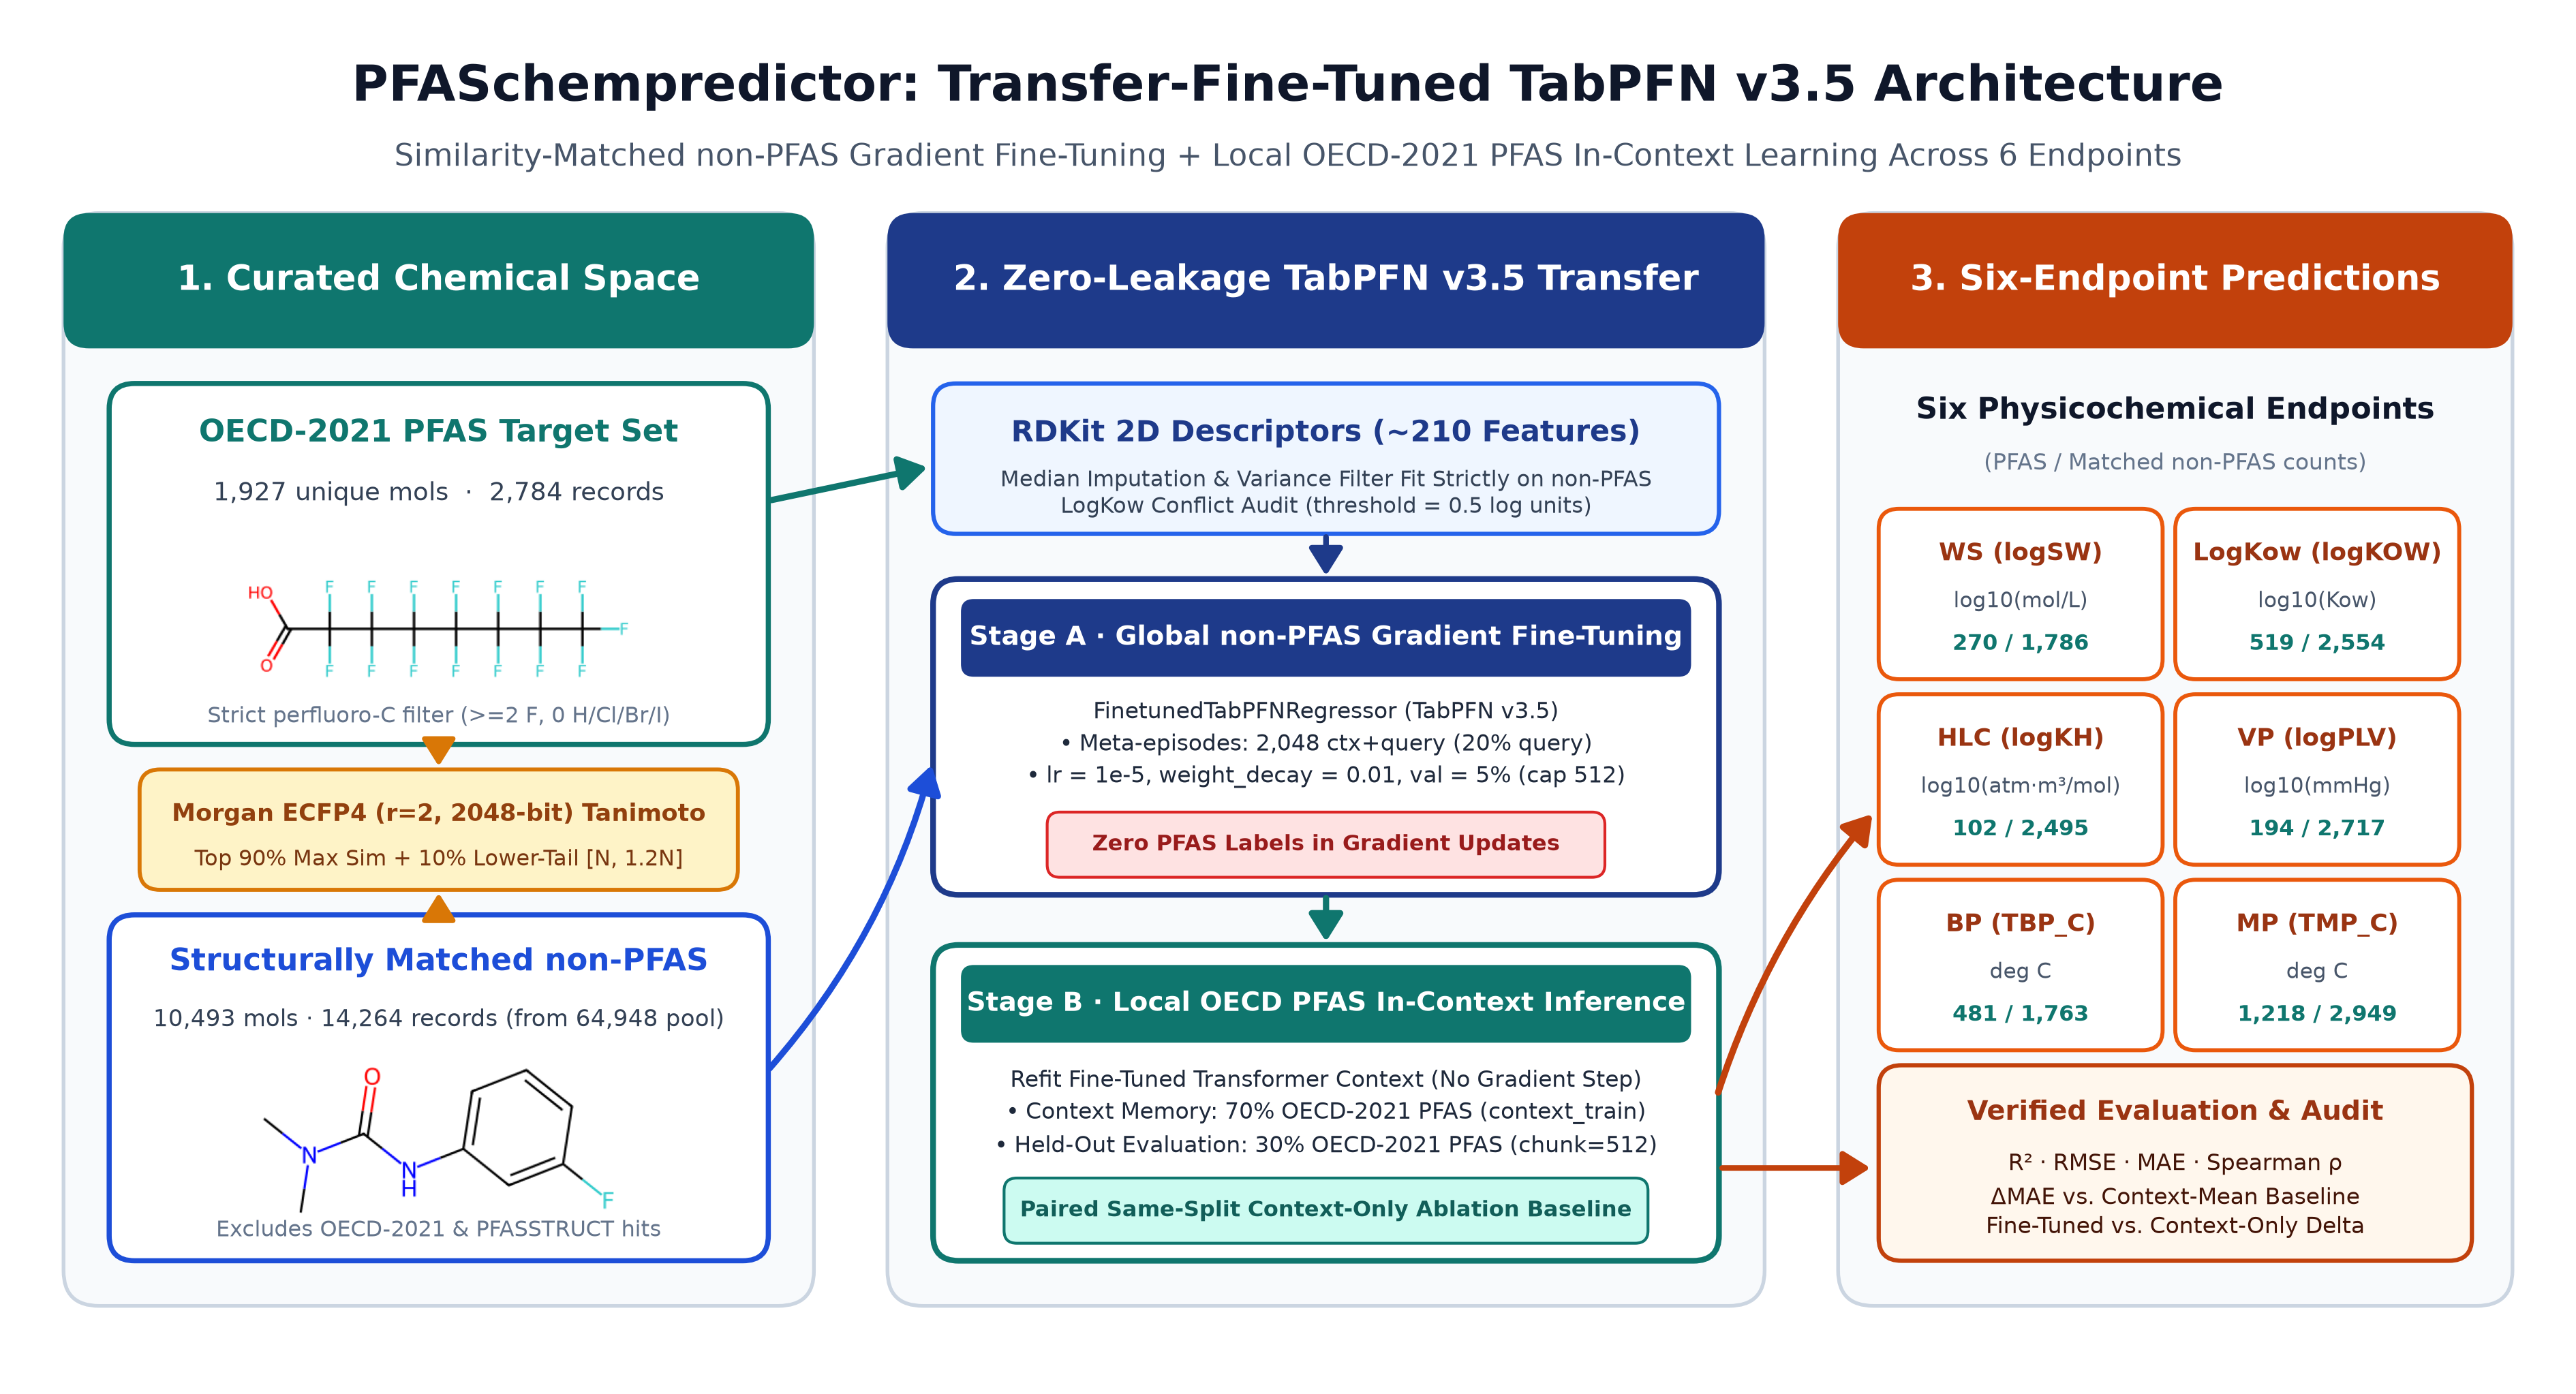 PFASchempredictor: Transfer-Fine-Tuned TabPFN v3.5 Architecture
Similarity-Matched non-PFAS Gradient Fine-Tuning + Local OECD-2021 PFAS In-Context Learning Across 6 Endpoints
1. Curated Chemical Space
OECD-2021 PFAS Target Set
1,927 unique mols · 2,784 records
HO F F F F F F F
F
O F F F F F F F
Strict perfluoro-C filter (>=2 F, 0 H/Cl/Br/I)
Morgan ECFP4 (r=2, 2048-bit) Tanimoto
Top 90% Max Sim + 10% Lower-Tail [N, 1.2N]
Structurally Matched non-PFAS
10,493 mols · 14,264 records (from 64,948 pool)
O
N
N
H
F
Excludes OECD-2021 & PFASSTRUCT hits
2. Zero-Leakage TabPFN v3.5 Transfer
RDKit 2D Descriptors (~210 Features)
Median Imputation & Variance Filter Fit Strictly on non-PFAS
LogKow Conflict Audit (threshold = 0.5 log units)
Stage A · Global non-PFAS Gradient Fine-Tuning
FinetunedTabPFNRegressor (TabPFN v3.5)
• Meta-episodes: 2,048 ctx+query (20% query)
• lr = 1e-5, weight_decay = 0.01, val = 5% (cap 512)
Zero PFAS Labels in Gradient Updates
Stage B · Local OECD PFAS In-Context Inference
Refit Fine-Tuned Transformer Context (No Gradient Step)
• Context Memory: 70% OECD-2021 PFAS (context_train)
• Held-Out Evaluation: 30% OECD-2021 PFAS (chunk=512)
Paired Same-Split Context-Only Ablation Baseline
3. Six-Endpoint Predictions
Six Physicochemical Endpoints
(PFAS / Matched non-PFAS counts)
WS (logSW)
log10(mol/L)
270 / 1,786
LogKow (logKOW)
log10(Kow)
519 / 2,554
HLC (logKH)
log10(atm·m³/mol)
102 / 2,495
VP (logPLV)
log10(mmHg)
194 / 2,717
BP (TBP_C)
deg C
481 / 1,763
MP (TMP_C)
deg C
1,218 / 2,949
Verified Evaluation & Audit
R² · RMSE · MAE · Spearman ρ
ΔMAE vs. Context-Mean Baseline
Fine-Tuned vs. Context-Only Delta